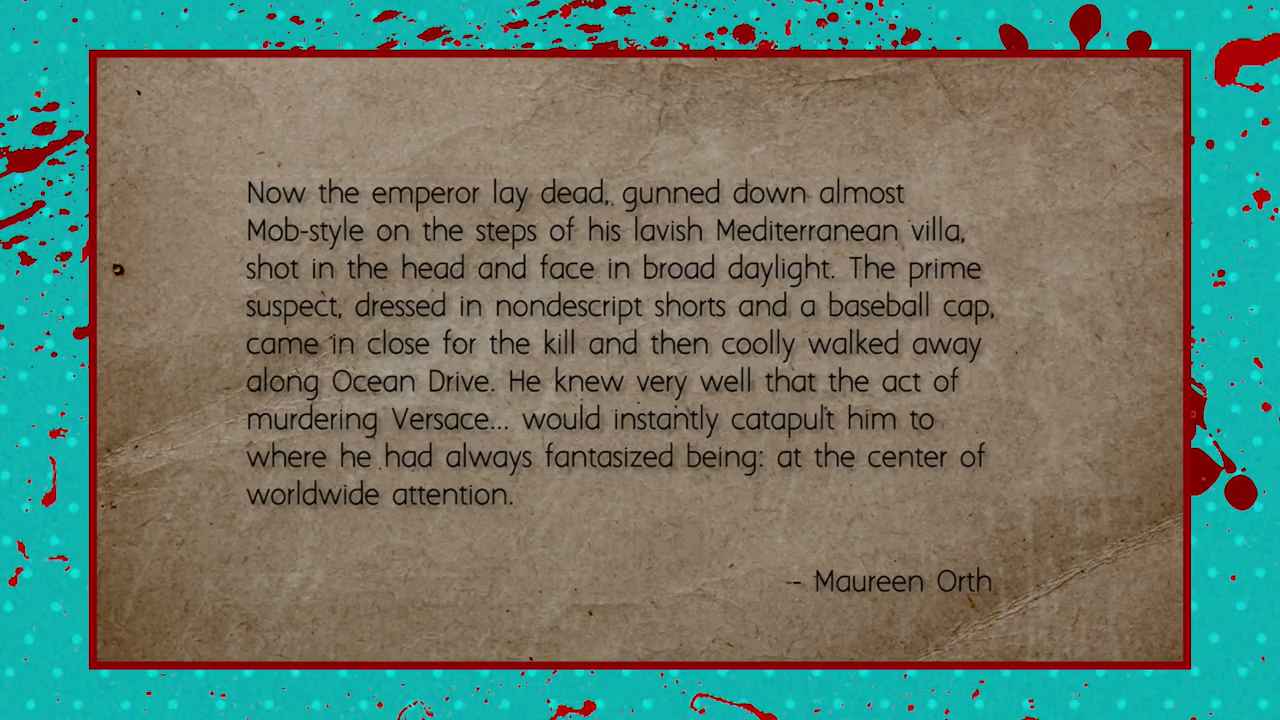 Now the emperor lay dead, gunned down almost
Mob-style on the steps of his lavish Mediterranean villa,
shot in the head and face in broad daylight. The prime
suspect, dressed in nondescript shorts and a baseball cap,
came in close for the kill and then coolly walked away
along Ocean Drive. He knew very well that the act of
murdering Versace... would instantly catapult him to
where he had always fantasized being: at the center of
worldwide attention.
-- Maureen Orth